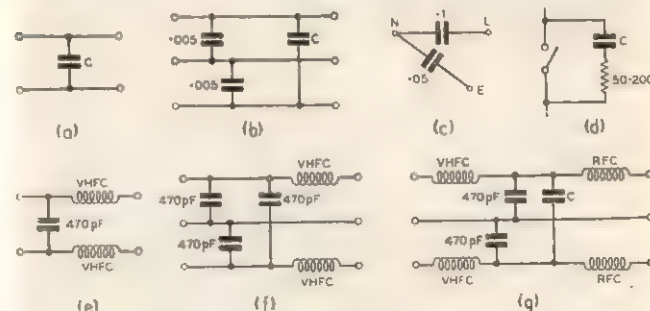 C
(a)
·005
C
·005
(b)
N
·1
L
·05
E
(c)
C
50-200
(d)
VHFC
470pF
VHFC
(e)
VHFC
470pF
470pF
470pF
VHFC
(f)
VHFC
RFC
470pF
C
470pF
VHFC
RFC
(g)